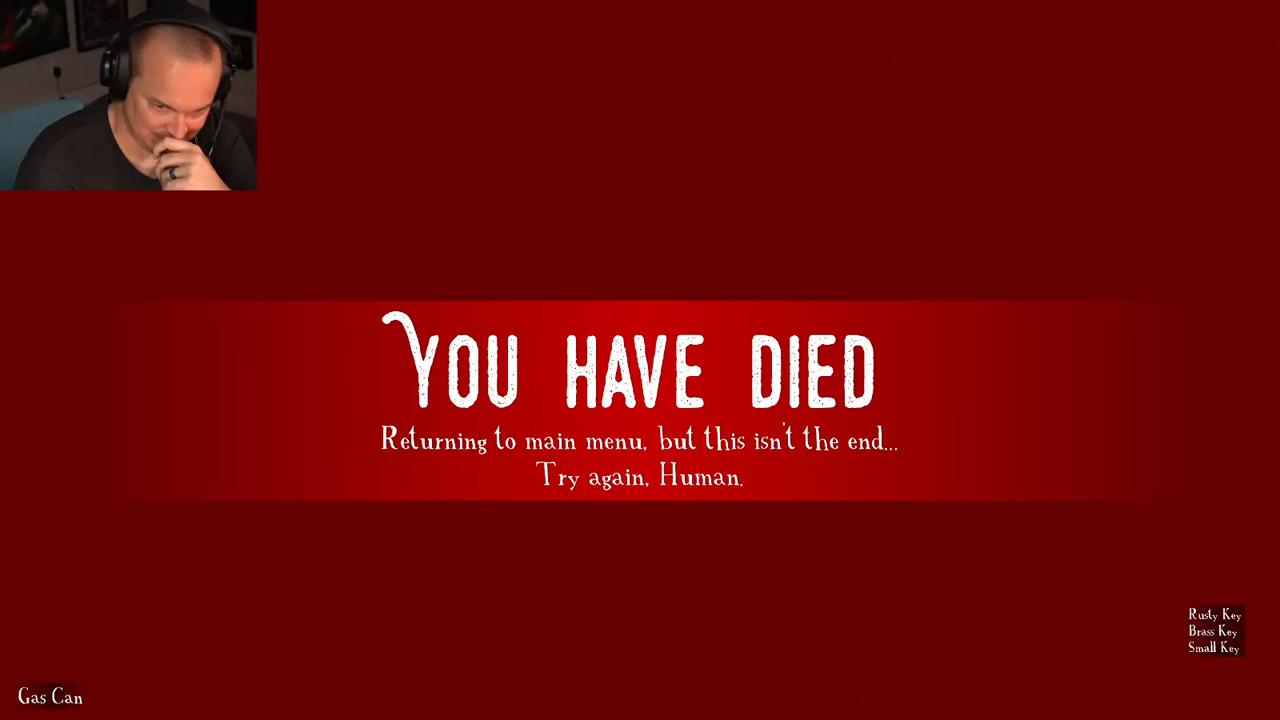 YOU HAVE DIED
Returning to main menu, but this isn't the end...
Try again, Human.
Rusty Key
Brass Key
Small Key
Gas Can